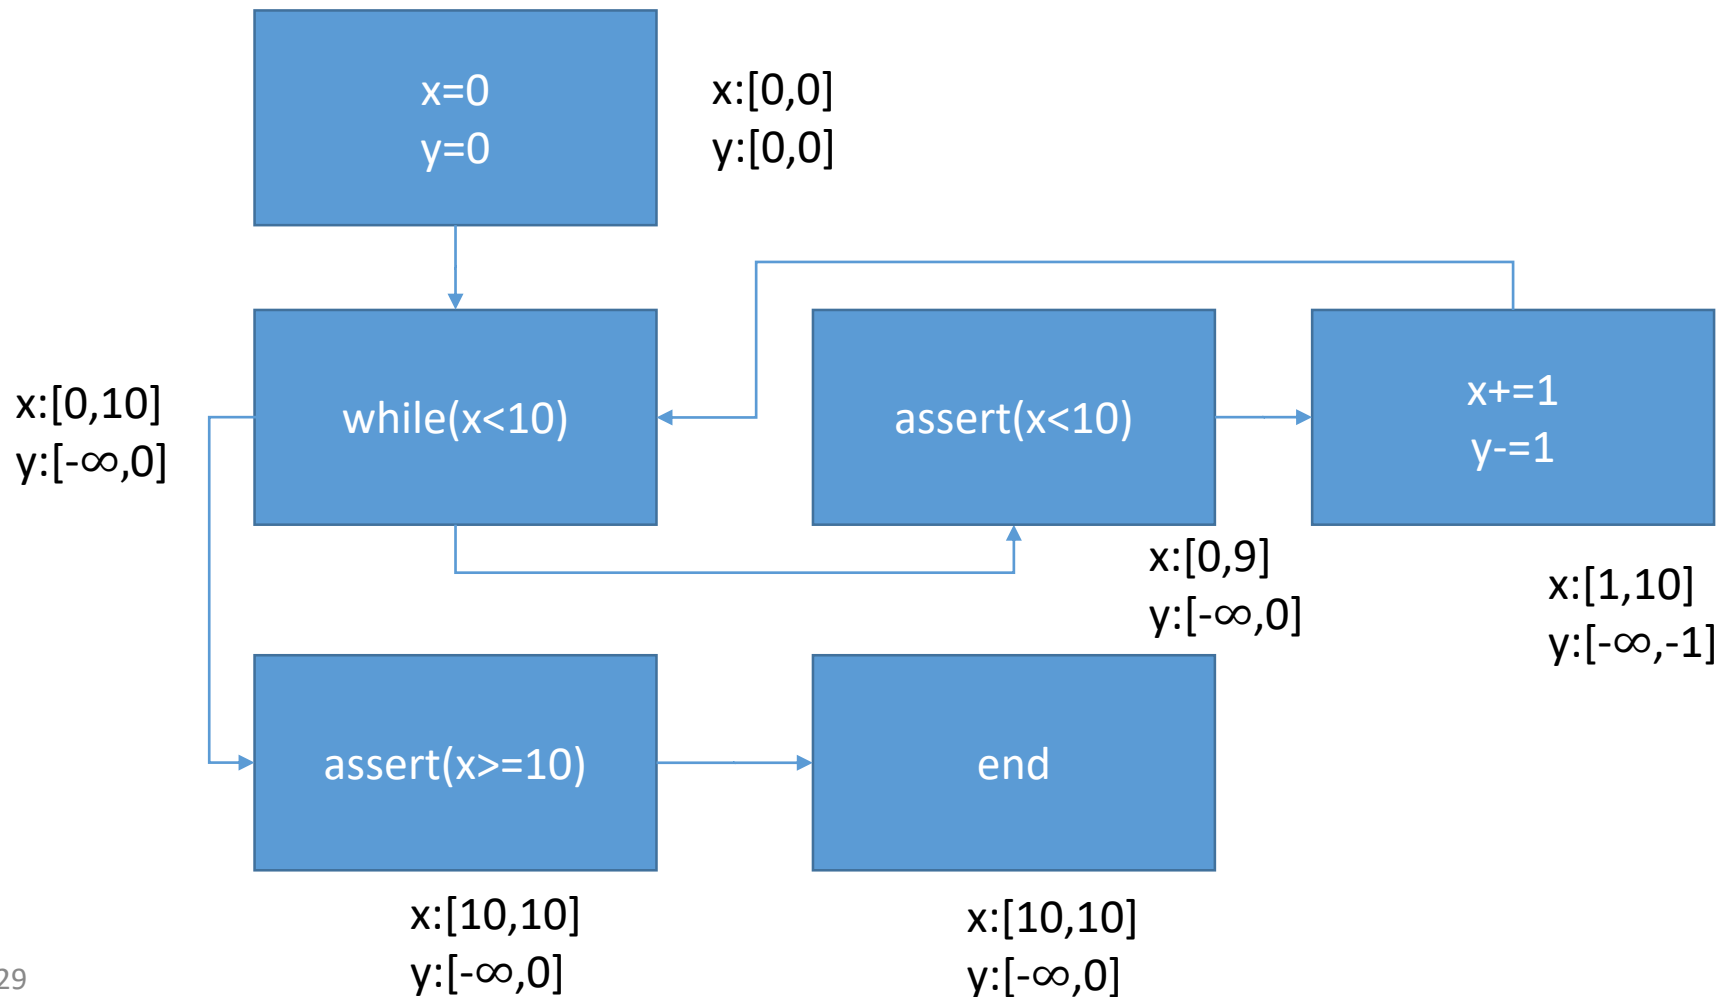 x=0
y=0
x:[0,0]
y:[0,0]
x:[0,10]
y:[-∞,0]
while(x<10)
assert(x<10)
x+=1
y-=1
x:[0,9]
y:[-∞,0]
x:[1,10]
y:[-∞,-1]
assert(x>=10)
end
x:[10,10]
y:[-∞,0]
x:[10,10]
y:[-∞,0]
29